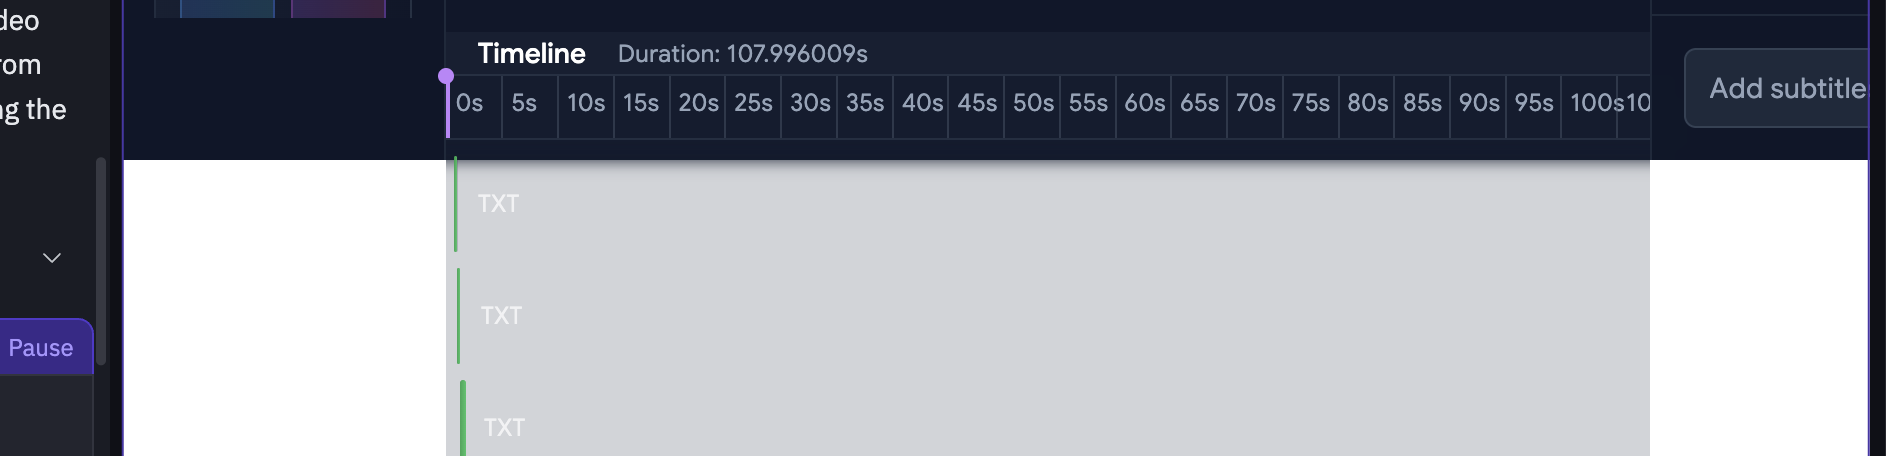 deo
rom
ng the
Pause
Timeline Duration: 107.996009s
0s 5s 10s 15s 20s 25s 30s 35s 40s 45s 50s 55s 60s 65s 70s 75s 80s 85s 90s 95s 100s 10
TXT
TXT
TXT
Add subtitle